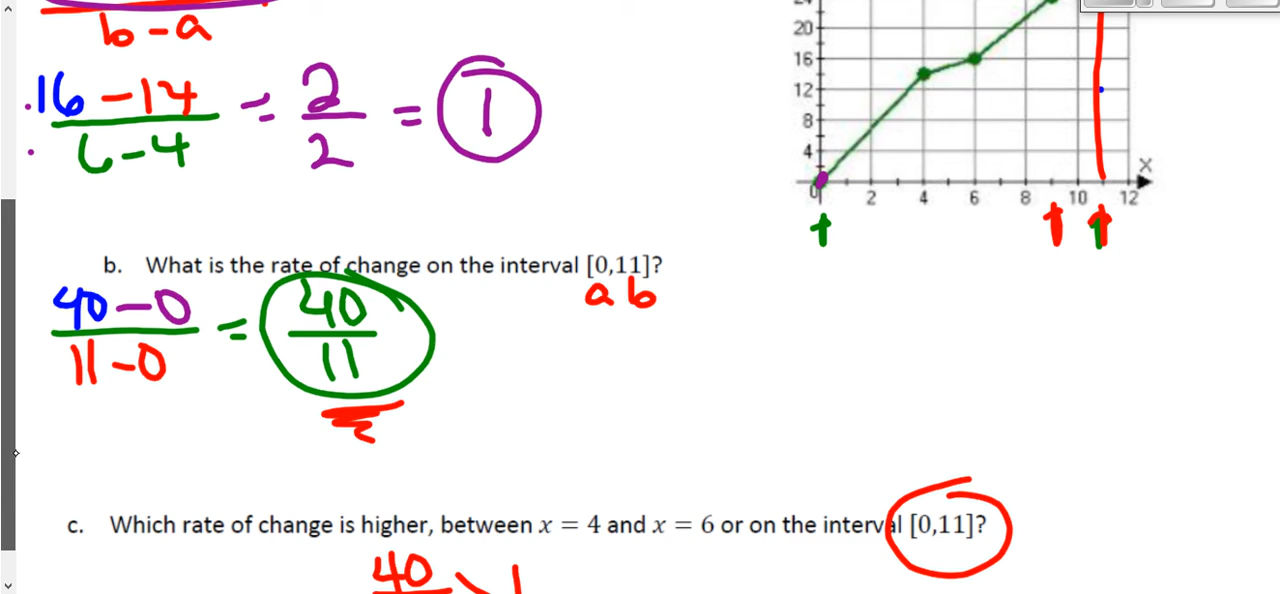 b - a
16 - 14 = 2 = 1
6 - 4 2
24
20
16
12
8
4
0 2 4 6 8 10 12
X
b. What is the rate of change on the interval [0,11]?
a b
40 - 0 = 40
11 - 0 11
c. Which rate of change is higher, between x = 4 and x = 6 or on the interval [0,11]?
40 > 1